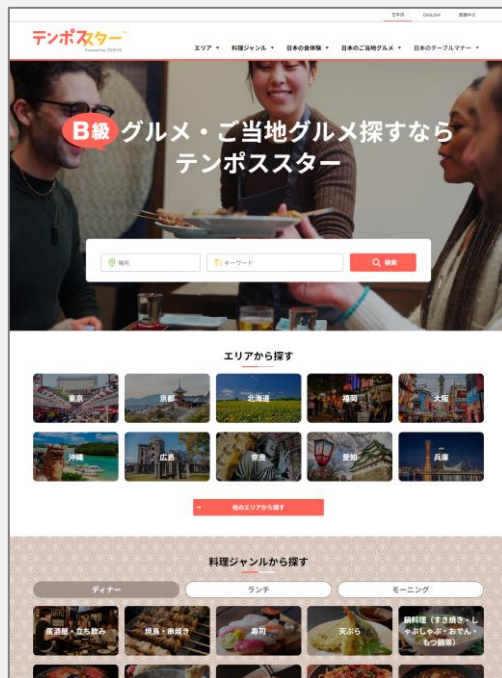 日本語 ENGLISH 繁體中文
テンポスター
Powered by TENPOS
エリア 料理ジャンル 日本の食体験 日本のご当地グルメ 日本のテーブルマナー
B級グルメ・ご当地グルメ探すなら
テンポススター
場所 キーワード 検索
エリアから探す
東京 京都 北海道 福岡 大阪
沖縄 広島 奈良 愛知 兵庫
他のエリアから探す
料理ジャンルから探す
ディナー ランチ モーニング
居酒屋・立ち飲み 焼鳥・串焼き 寿司 天ぷら 鍋料理（すき焼き・しゃぶしゃぶ・おでん・もつ鍋等）